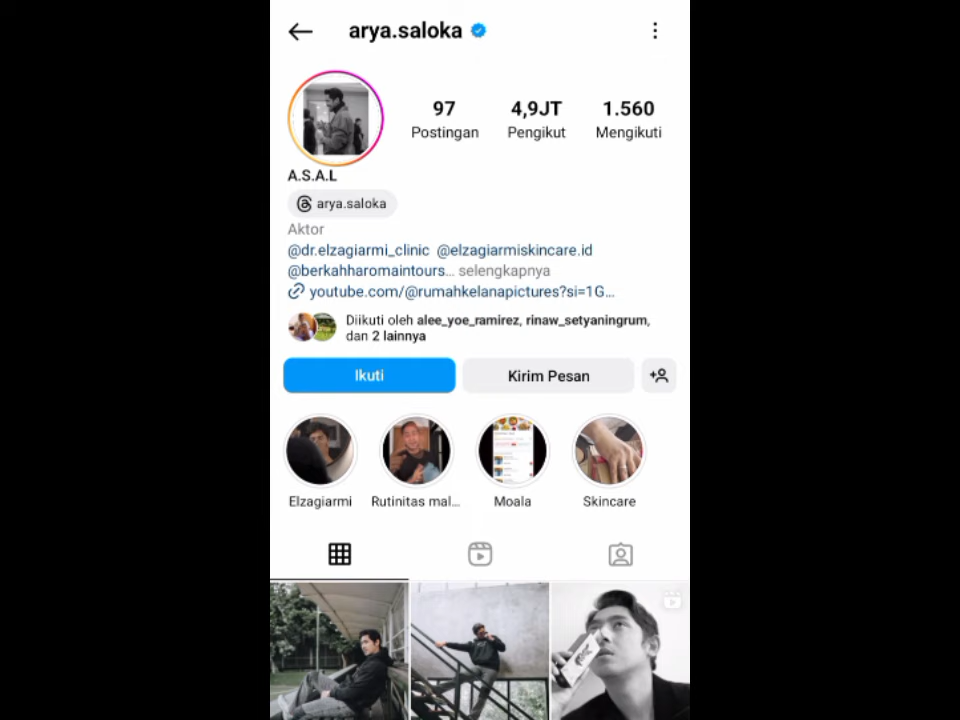 arya.saloka
97
4,9JT
1.560
Postingan
Pengikut
Mengikuti
A.S.A.L
arya.saloka
Aktor
@dr.elzagiarmi_clinic @elzagiarmiskincare.id
@berkahharomaintours... selengkapnya
youtube.com/@rumahkelanapictures?si=1G...
Diikuti oleh alee_yoe_ramirez, rinaw_setyaningrum,
dan 2 lainnya
Ikuti
Kirim Pesan
Elzagiarmi
Rutinitas mal...
Moala
Skincare